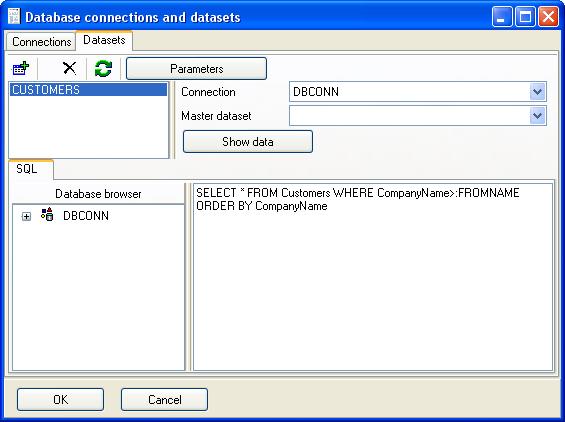 Database connections and datasets
Connections Datasets
Parameters
CUSTOMERS
Connection DBCONN
Master dataset
Show data
SQL
Database browser
DBCONN
SELECT * FROM Customers WHERE CompanyName>:FROMNAME
ORDER BY CompanyName
OK Cancel